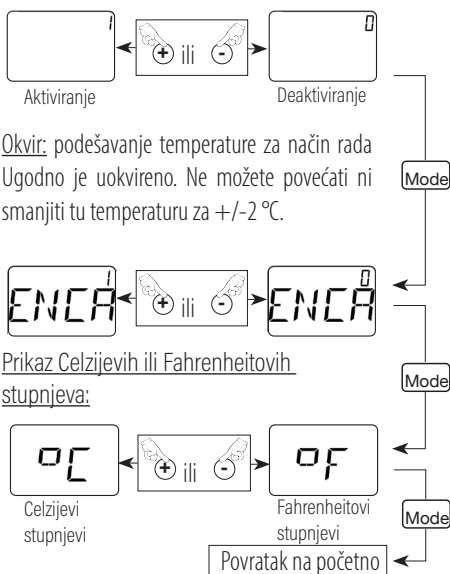 1 + ili - 0
Aktiviranje Deaktiviranje
Okvir: podešavanje temperature za način rada
Ugodno je uokvireno. Ne možete povećati ni
smanjiti tu temperaturu za +/-2 °C.
Mode
1 0
ENCA + ili - ENCA
Prikaz Celzijevih ili Fahrenheitovih
stupnjeva:
Mode
°C + ili - °F
Celzijevi
stupnjevi
Fahrenheitovi
stupnjevi
Mode
Povratak na početno